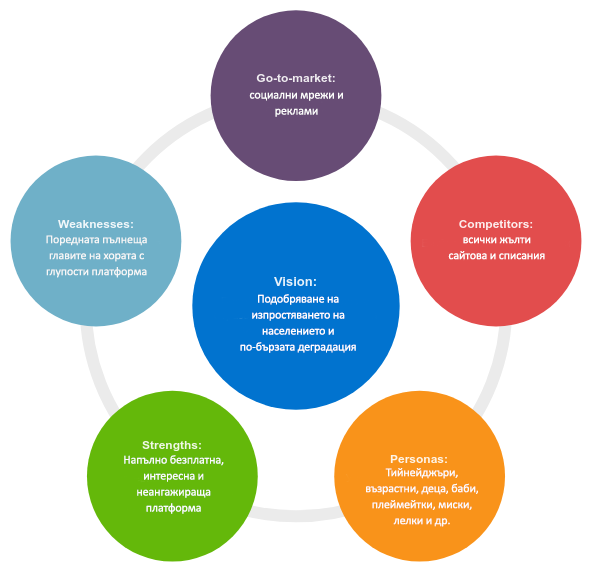 Go-to-market:
социални мрежи и
реклами
Weaknesses:
Поредната пълнеща
главите на хората с
глупости платформа
Competitors:
всички жълти
сайтова и списания
Vision:
Подобряване на
изпростяването на
населението и
по-бързата деградация
Strengths:
Напълно безплатна,
интересна и
неангажираща
платформа
Personas:
Тийнейджъри,
възрастни, деца, баби,
плеймейтки, миски,
лелки и др.